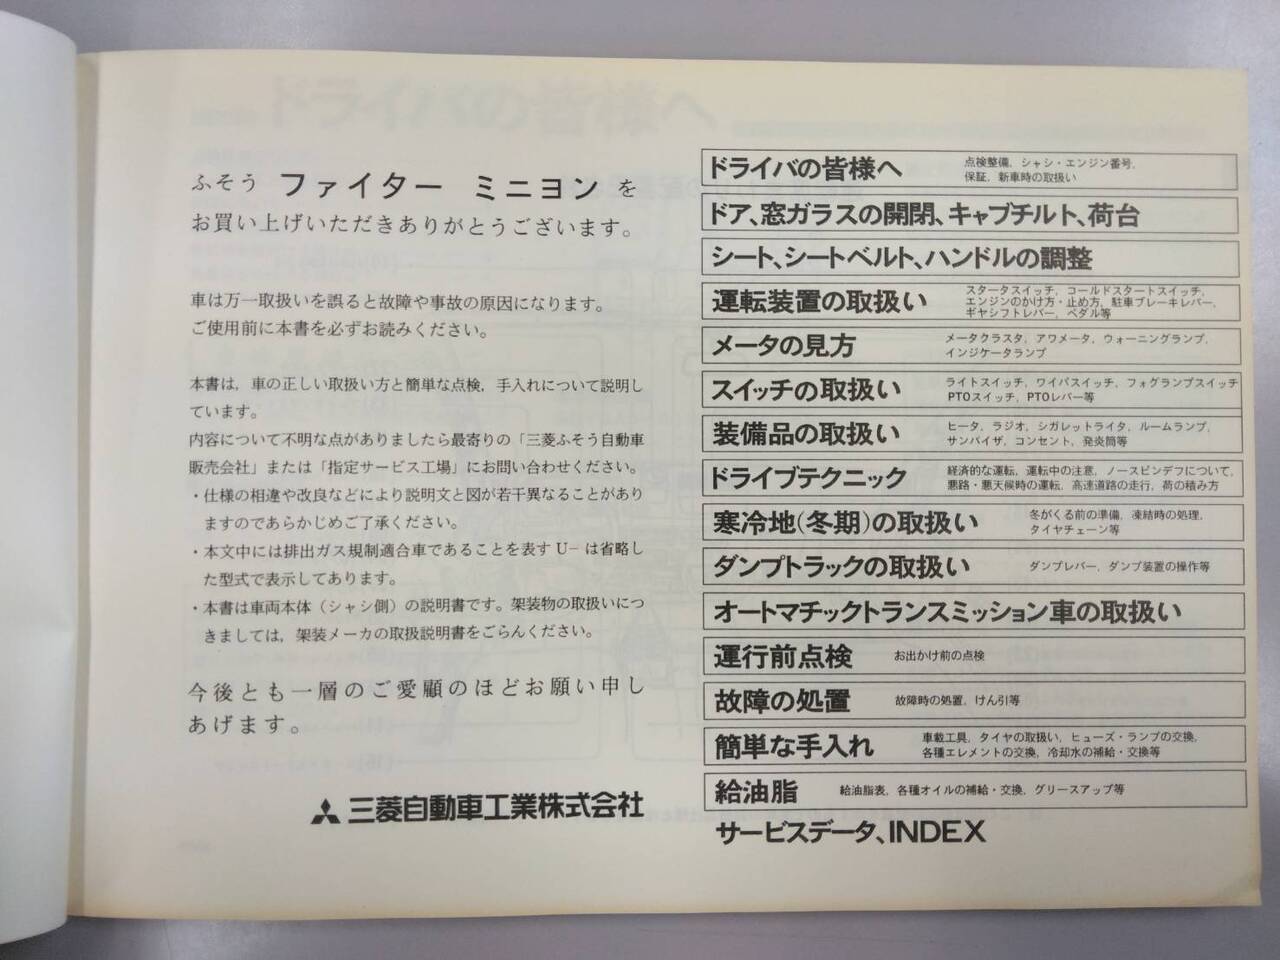 ふそう ファイター ミニヨン を
お買い上げいただきありがとうございます。
車は万一取扱いを誤ると故障や事故の原因になります。
ご使用前に本書を必ずお読みください。
本書は，車の正しい取扱い方と簡単な点検，手入れについて説明し
ています。
内容について不明な点がありましたら最寄りの「三菱ふそう自動車
販売会社」または「指定サービス工場」にお問い合わせください。
・仕様の相違や改良などにより説明文と図が若干異なることがあり
ますのであらかじめご了承ください。
・本文中には排出ガス規制適合車であることを表すU－は省略し
た型式で表示してあります。
・本書は車両本体（シャシ側）の説明書です。架装物の取扱いにつ
きましては，架装メーカの取扱説明書をごらんください。
今後とも一層のご愛顧のほどお願い申し
あげます。
三菱自動車工業株式会社
ドライバの皆様へ
点検整備，シャシ・エンジン番号，
保証，新車時の取扱い
ドア、窓ガラスの開閉、キャブチルト、荷台
シート、シートベルト、ハンドルの調整
運転装置の取扱い
スタータスイッチ，コールドスタートスイッチ，
エンジンのかけ方・止め方，駐車ブレーキレバー，
ギヤシフトレバー，ペダル等
メータの見方
メータクラスタ，アワメータ，ウォーニングランプ，
インジケータランプ
スイッチの取扱い
ライトスイッチ，ワイパスイッチ，フォグランプスイッチ
PTOスイッチ，PTOレバー等
装備品の取扱い
ヒータ，ラジオ，シガレットライタ，ルームランプ，
サンバイザ，コンセント，発炎筒等
ドライブテクニック
経済的な運転，運転中の注意，ノースピンデフについて，
悪路・悪天候時の運転，高速道路の走行，荷の積み方
寒冷地（冬期）の取扱い
冬がくる前の準備，凍結時の処理，
タイヤチェーン等
ダンプトラックの取扱い
ダンプレバー，ダンプ装置の操作等
オートマチックトランスミッション車の取扱い
運行前点検
お出かけ前の点検
故障の処置
故障時の処置，けん引等
簡単な手入れ
車載工具，タイヤの取扱い，ヒューズ・ランプの交換，
各種エレメントの交換，冷却水の補給・交換等
給油脂
給油脂表，各種オイルの補給・交換，グリースアップ等
サービスデータ、INDEX